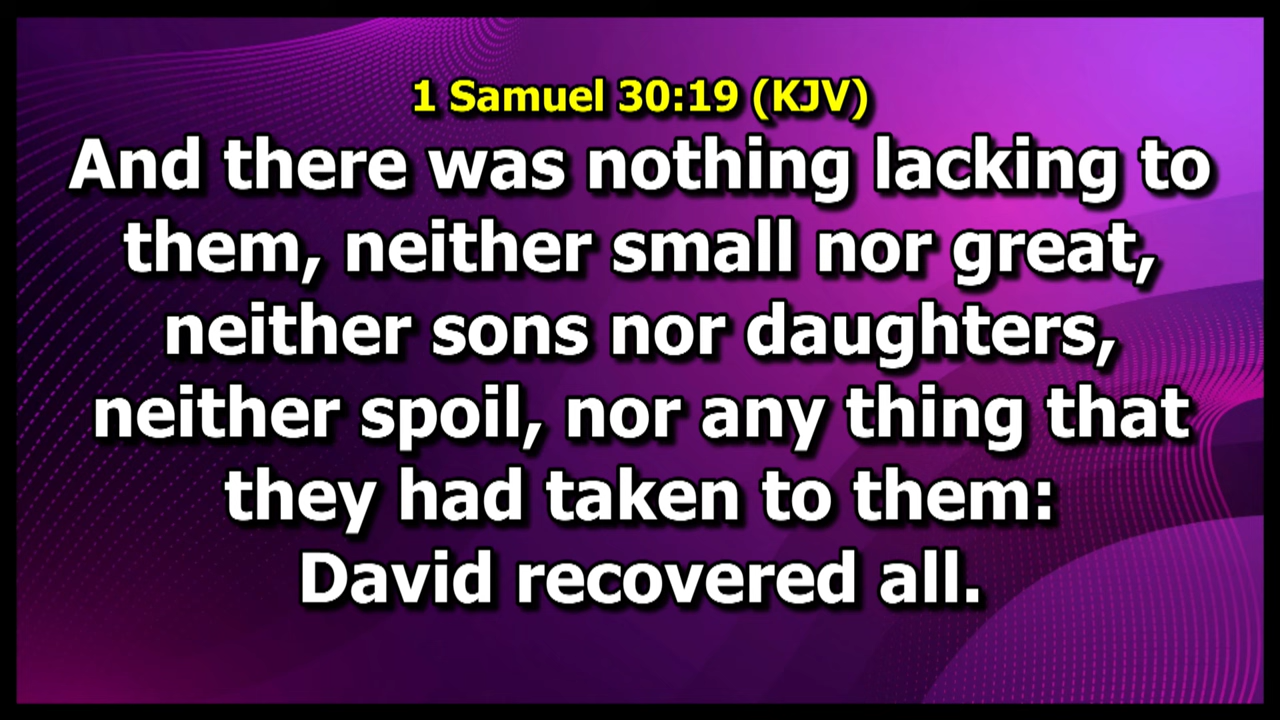 1 Samuel 30:19 (KJV)
And there was nothing lacking to
them, neither small nor great,
neither sons nor daughters,
neither spoil, nor any thing that
they had taken to them:
David recovered all.